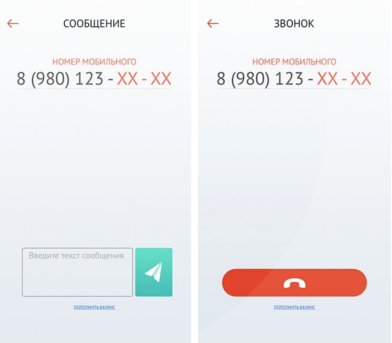 СООБЩЕНИЕ
НОМЕР МОБИЛЬНОГО
8 (980) 123 - XX - XX
Введите текст сообщения
ПОПОЛНИТЬ БАЛАНС
ЗВОНОК
НОМЕР МОБИЛЬНОГО
8 (980) 123 - XX - XX
ПОПОЛНИТЬ БАЛАНС